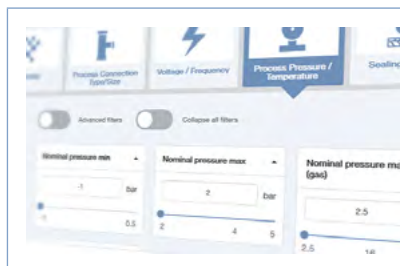 Process Connection
Type/Size
Voltage / Frequency
Process Pressure /
Temperature
Sealing
Advanced filters
Collapse all filters
Nominal pressure min
-1
bar
-1
0.5
Nominal pressure max
2
bar
2
4
5
Nominal pressure ma
(gas)
2.5
2.5
16